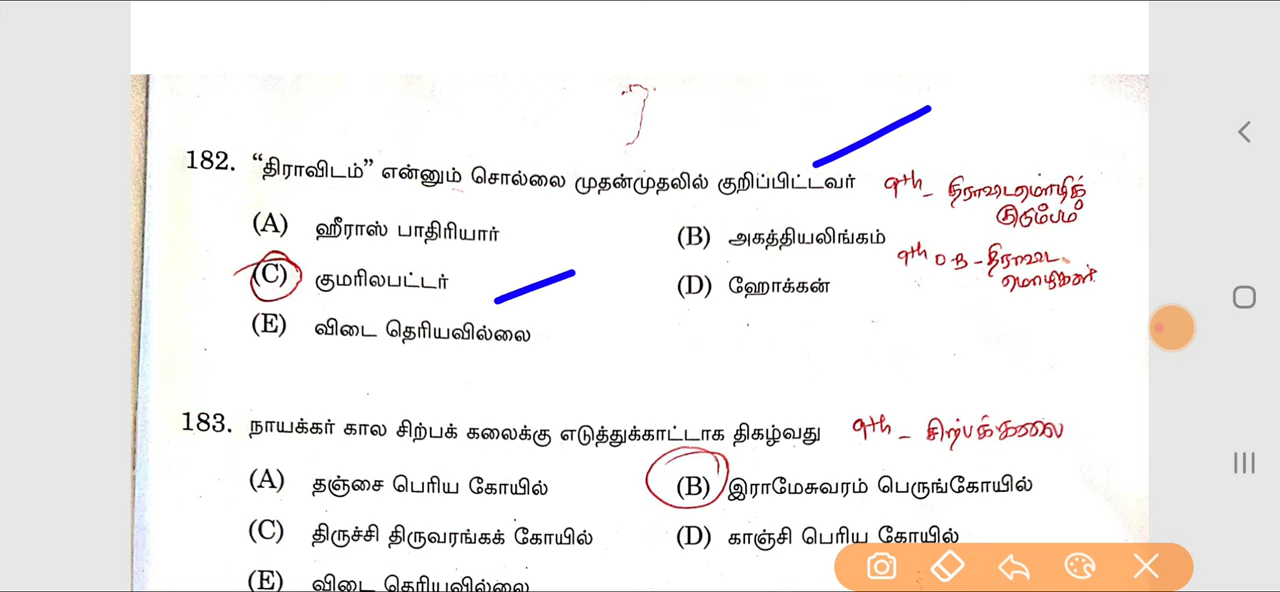 182. “திராவிடம்” என்னும் சொல்லை முதன்முதலில் குறிப்பிட்டவர் 9th - திராவிடமொழிக்
குடும்பம்
(A) ஹீராஸ் பாதிரியார் (B) அகத்தியலிங்கம்
9th O.B - திராவிட
மொழிகள்
(C) குமரிலபட்டர் (D) ஹோக்கன்
(E) விடை தெரியவில்லை
183. நாயக்கர் கால சிற்பக் கலைக்கு எடுத்துக்காட்டாக திகழ்வது 9th - சிற்பக்கலை
(A) தஞ்சை பெரிய கோயில் (B) இராமேசுவரம் பெருங்கோயில்
(C) திருச்சி திருவரங்கக் கோயில் (D) காஞ்சி பெரிய கோயில்
(E) விடை தெரியவில்லை